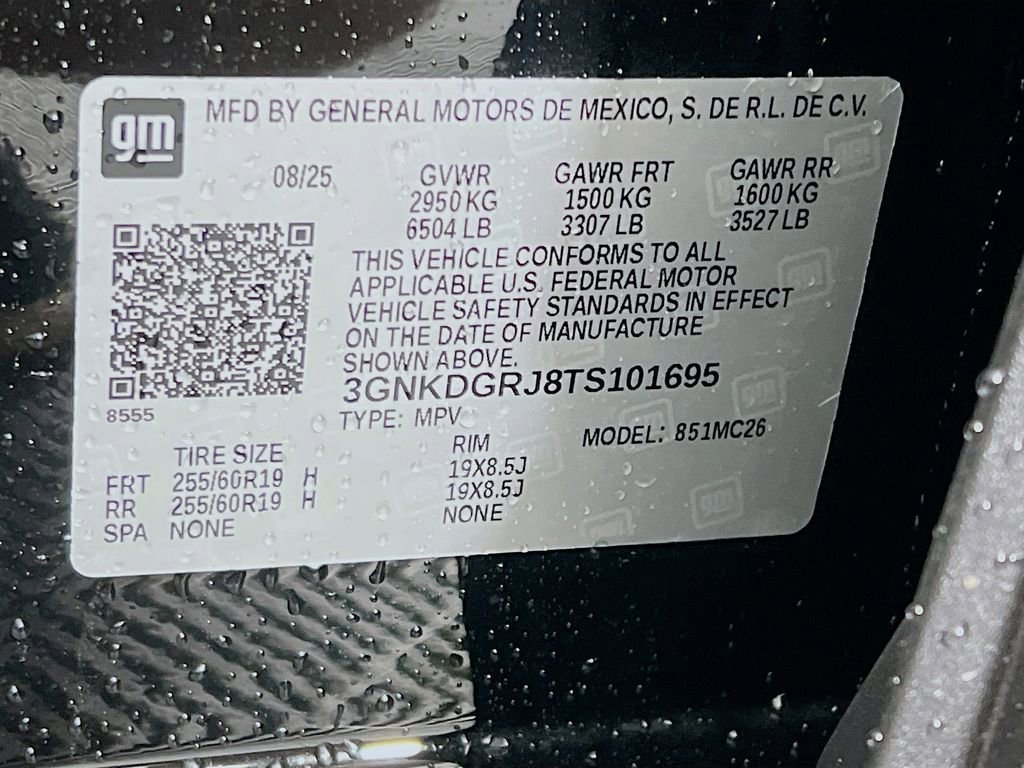 gm
MFD BY GENERAL MOTORS DE MEXICO, S. DE R.L. DE C.V.
08/25 GVWR GAWR FRT GAWR RR
2950 KG 1500 KG 1600 KG
6504 LB 3307 LB 3527 LB
THIS VEHICLE CONFORMS TO ALL
APPLICABLE U.S. FEDERAL MOTOR
VEHICLE SAFETY STANDARDS IN EFFECT
ON THE DATE OF MANUFACTURE
SHOWN ABOVE.
3GNKDGRJ8TS101695
8555
TYPE: MPV MODEL: 851MC26
TIRE SIZE RIM
FRT 255/60R19 H 19X8.5J
RR 255/60R19 H 19X8.5J
SPA NONE NONE